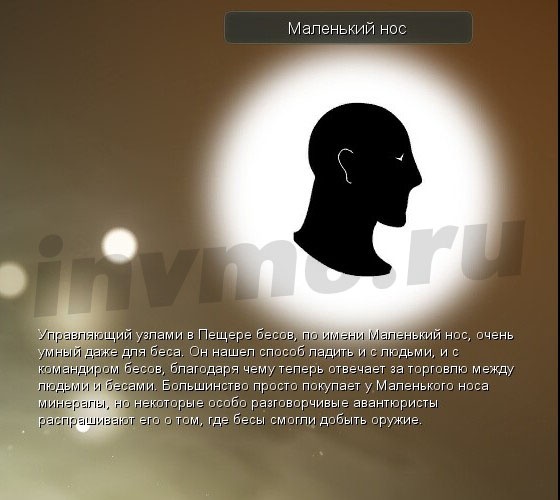 Маленький нос
invmo.ru
Управляющий узлами в Пещере бесов, по имени Маленький нос, очень
умный даже для беса. Он нашел способ ладить и с людьми, и с
командиром бесов, благодаря чему теперь отвечает за торговлю между
людьми и бесами. Большинство просто покупает у Маленького носа
минералы, но некоторые особо разговорчивые авантюристы
распрашивают его о том, где бесы смогли добыть оружие.